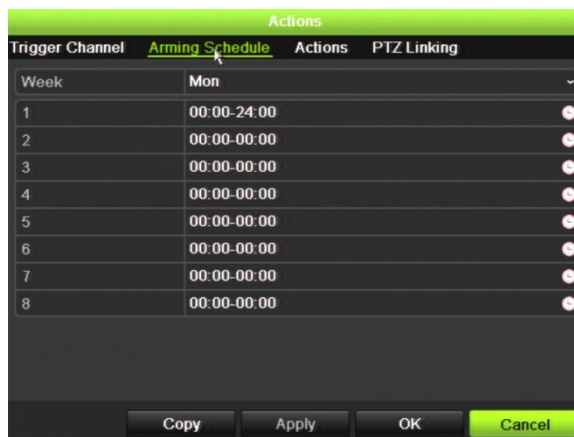 Actions
Trigger Channel Arming Schedule Actions PTZ Linking
Week Mon
1 00:00-24:00
2 00:00-00:00
3 00:00-00:00
4 00:00-00:00
5 00:00-00:00
6 00:00-00:00
7 00:00-00:00
8 00:00-00:00
Copy Apply OK Cancel